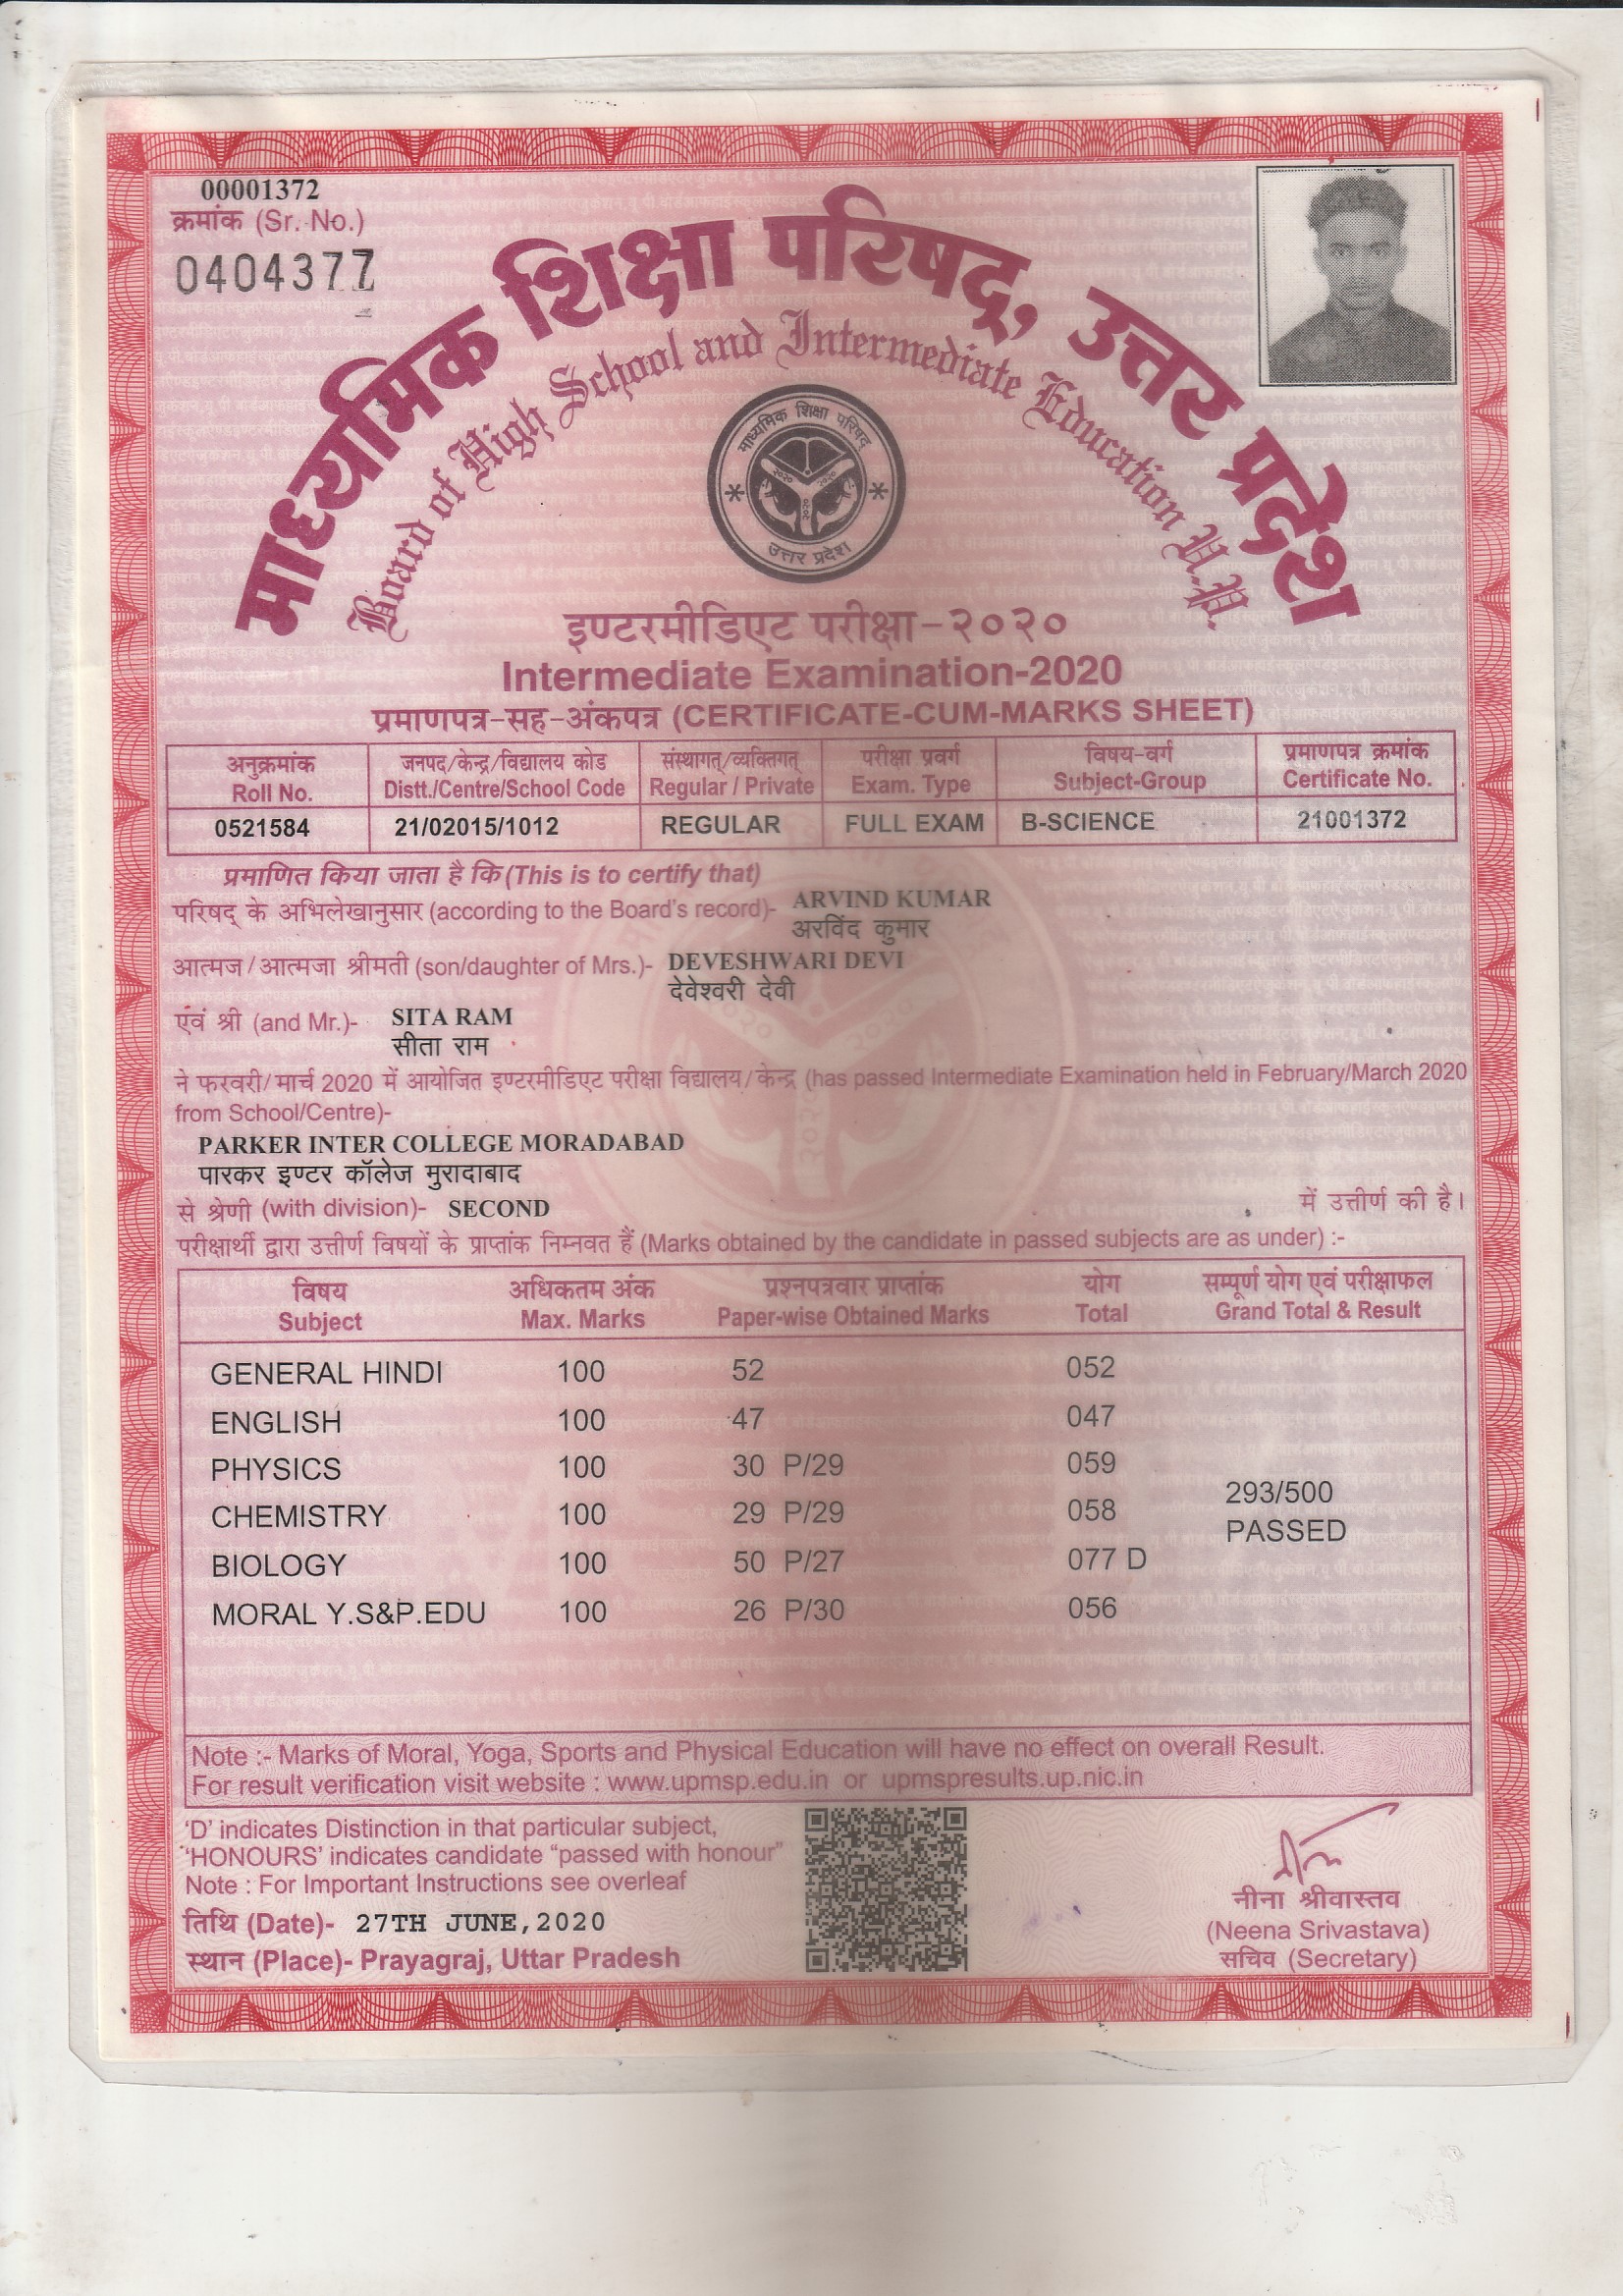 00001372
क्रमांक (Sr. No.)
0404377
माध्यमिक शिक्षा परिषद्, उत्तर प्रदेश
Board of High School and Intermediate Education U.P.
माध्यमिक शिक्षा परिषद्
उत्तर प्रदेश
इण्टरमीडिएट परीक्षा-२०२०
Intermediate Examination-2020
प्रमाणपत्र-सह-अंकपत्र (CERTIFICATE-CUM-MARKS SHEET)
अनुक्रमांक जनपद/केन्द्र/विद्यालय कोड संस्थागत्/व्यक्तिगत् परीक्षा प्रवर्ग विषय-वर्ग प्रमाणपत्र क्रमांक
Roll No. Distt./Centre/School Code Regular / Private Exam. Type Subject-Group Certificate No.
0521584 21/02015/1012 REGULAR FULL EXAM B-SCIENCE 21001372
प्रमाणित किया जाता है कि (This is to certify that)
परिषद् के अभिलेखानुसार (according to the Board's record)- ARVIND KUMAR
अरविंद कुमार
आत्मज/आत्मजा श्रीमती (son/daughter of Mrs.)- DEVESHWARI DEVI
देवेश्वरी देवी
एंवं श्री (and Mr.)- SITA RAM
सीता राम
ने फरवरी/मार्च 2020 में आयोजित इण्टरमीडिएट परीक्षा विद्यालय/केन्द्र (has passed Intermediate Examination held in February/March 2020
from School/Centre)-
PARKER INTER COLLEGE MORADABAD
पारकर इण्टर कॉलेज मुरादाबाद
से श्रेणी (with division)- SECOND में उत्तीर्ण की है।
परीक्षार्थी द्वारा उत्तीर्ण विषयों के प्राप्तांक निम्नवत हैं (Marks obtained by the candidate in passed subjects are as under) :-
विषय अधिकतम अंक प्रश्नपत्रवार प्राप्तांक योग सम्पूर्ण योग एवं परीक्षाफल
Subject Max. Marks Paper-wise Obtained Marks Total Grand Total & Result
GENERAL HINDI 100 52 052
ENGLISH 100 47 047
PHYSICS 100 30 P/29 059
293/500
CHEMISTRY 100 29 P/29 058
PASSED
BIOLOGY 100 50 P/27 077 D
MORAL Y.S&P.EDU 100 26 P/30 056
Note :- Marks of Moral, Yoga, Sports and Physical Education will have no effect on overall Result.
For result verification visit website : www.upmsp.edu.in or upmspresults.up.nic.in
'D' indicates Distinction in that particular subject,
'HONOURS' indicates candidate "passed with honour"
Note : For Important Instructions see overleaf
तिथि (Date)- 27TH JUNE,2020
स्थान (Place)- Prayagraj, Uttar Pradesh
नीना श्रीवास्तव
(Neena Srivastava)
सचिव (Secretary)